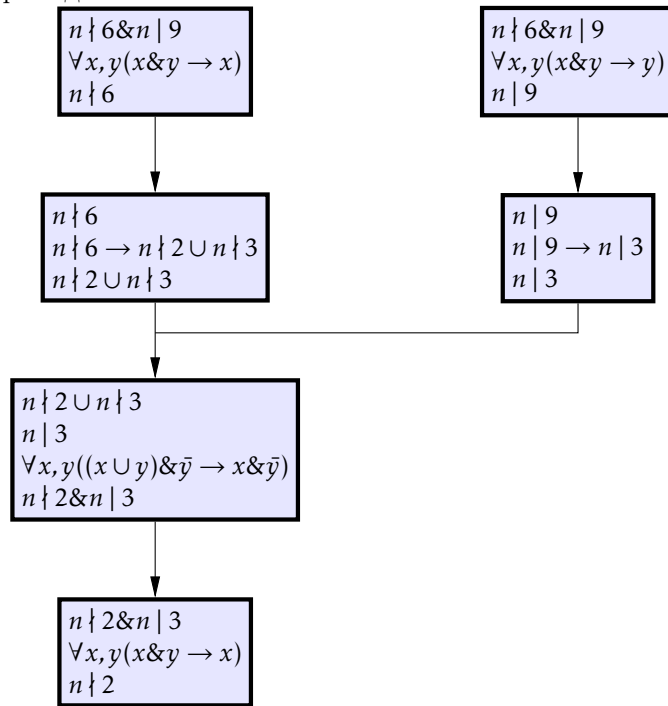 n ∤ 6&n | 9
∀x, y(x&y → x)
n ∤ 6
n ∤ 6&n | 9
∀x, y(x&y → y)
n | 9
n ∤ 6
n ∤ 6 → n ∤ 2 ∪ n ∤ 3
n ∤ 2 ∪ n ∤ 3
n | 9
n | 9 → n | 3
n | 3
n ∤ 2 ∪ n ∤ 3
n | 3
∀x, y((x ∪ y)&ȳ → x&ȳ)
n ∤ 2&n | 3
n ∤ 2&n | 3
∀x, y(x&y → x)
n ∤ 2